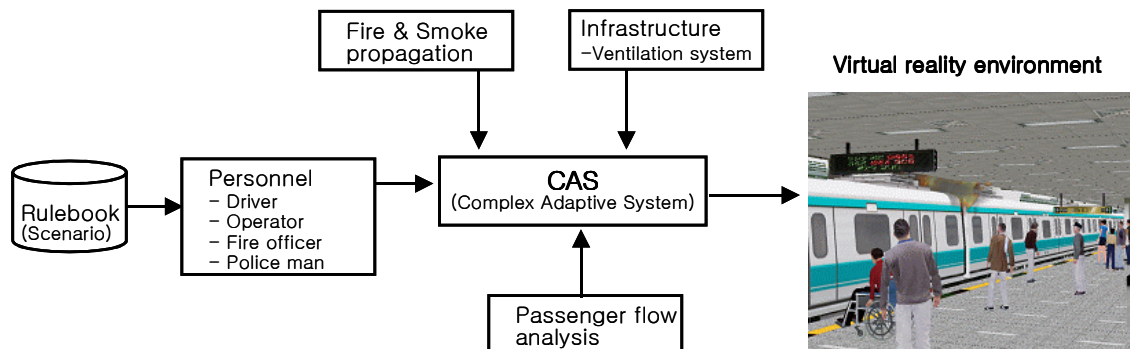 Fire & Smoke
propagation
Infrastructure
-Ventilation system
Virtual reality environment
Rulebook
(Scenario)
Personnel
- Driver
- Operator
- Fire officer
- Police man
CAS
(Complex Adaptive System)
Passenger flow
analysis